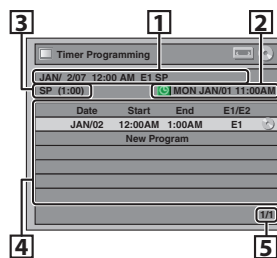 3 1 2
Timer Programming
JAN/ 2/07 12:00 AM E1 SP
SP (1:00) MON JAN/01 11:00AM
Date Start End E1/E2
JAN/02 12:00AM 1:00AM E1
New Program
1/1
4 5